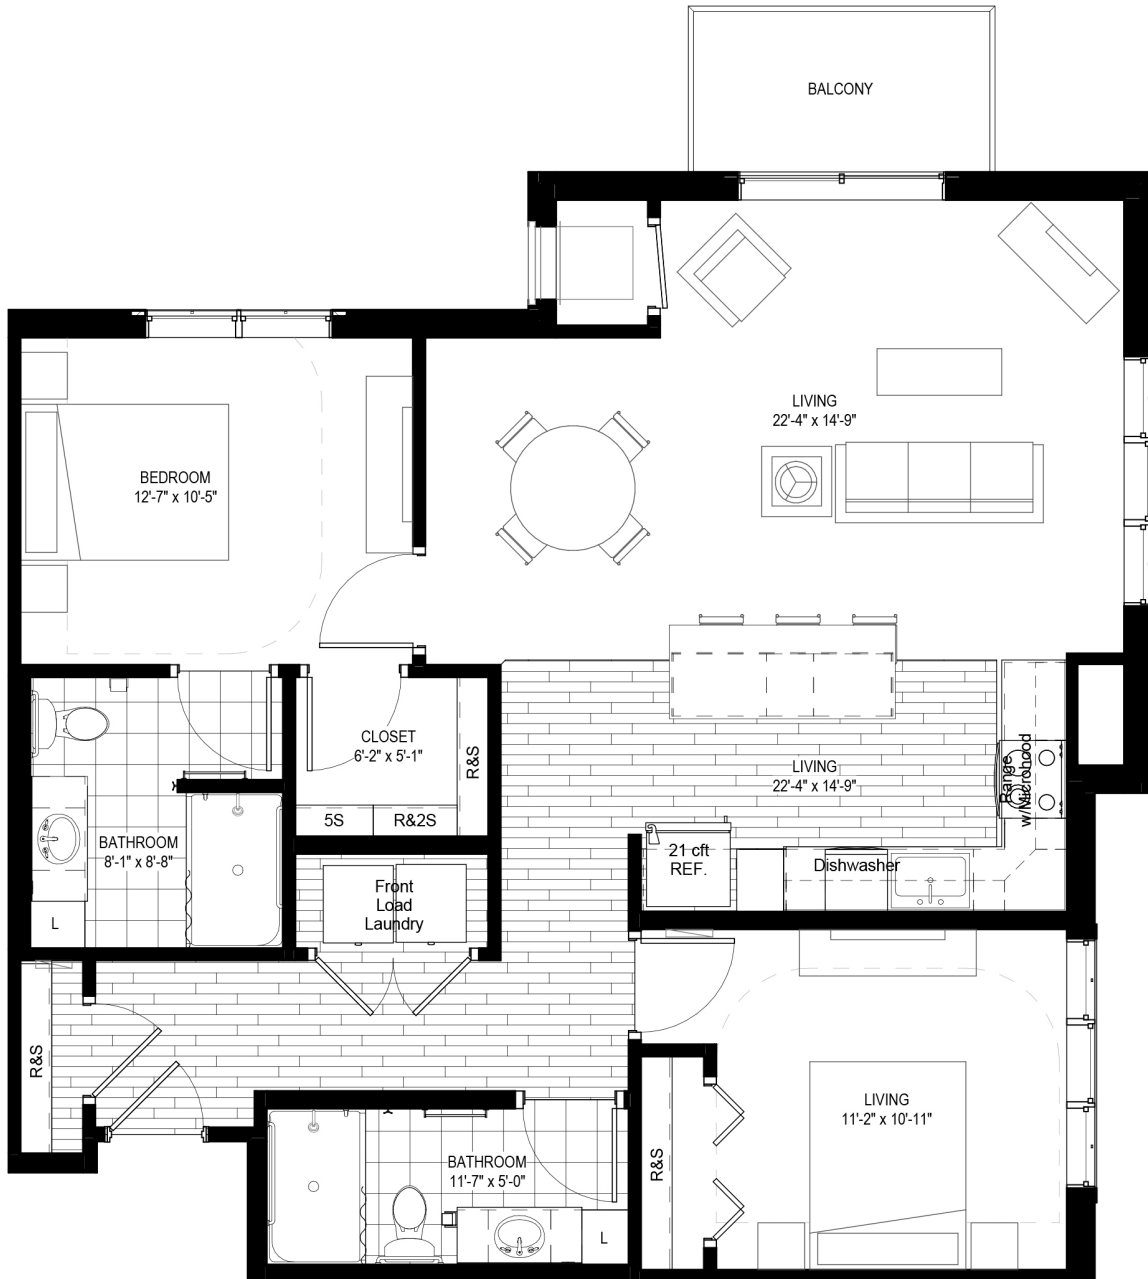 BALCONY
LIVING
22'-4" x 14'-9"
BEDROOM
12'-7" x 10'-5"
CLOSET
6'-2" x 5'-1"
R&S
5S
R&2S
LIVING
22'-4" x 14'-9"
Range
w/Microhood
BATHROOM
8'-1" x 8'-8"
L
Front
Load
Laundry
21 cft
REF.
Dishwasher
R&S
LIVING
11'-2" x 10'-11"
R&S
BATHROOM
11'-7" x 5'-0"
L